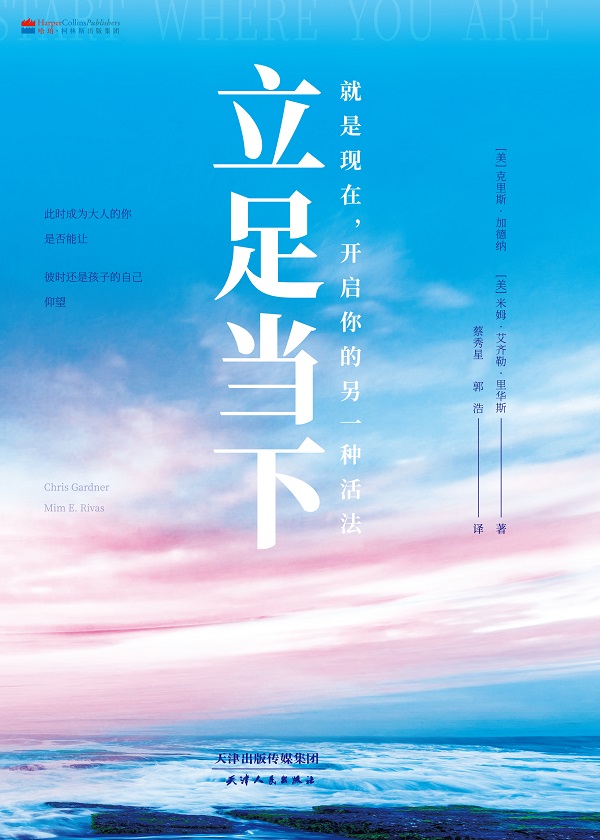 START WHERE YOU ARE
HarperCollinsPublishers
哈珀·柯林斯出版集团
立足当下
就是现在，开启你的另一种活法
[美]克里斯·加德纳 [美]米姆·艾齐勒·里华斯 著
蔡秀星 郭浩 译
此时成为大人的你
是否能让
彼时还是孩子的自己
仰望
Chris Gardner
Mim E. Rivas
天津出版传媒集团
天津人民出版社